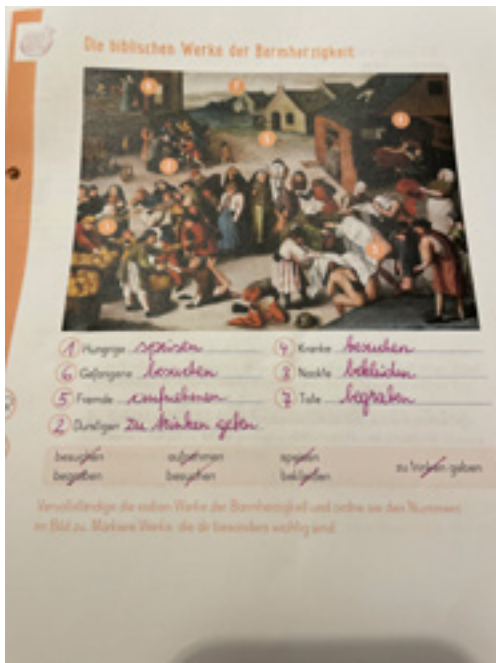 Die biblischen Werke der Barmherzigkeit
1 Hungrige speisen
4 Kranke besuchen
6 Gefangene besuchen
3 Nackte bekleiden
5 Fremde aufnehmen
7 Tote begraben
2 Durstigen zu trinken geben
besuchen aufnehmen speisen
zu trinken geben
begraben besuchen bekleiden
Vervollständige die sieben Werke der Barmherzigkeit und ordne sie den Nummern
im Bild zu. Markiere Werke, die dir besonders wichtig sind.